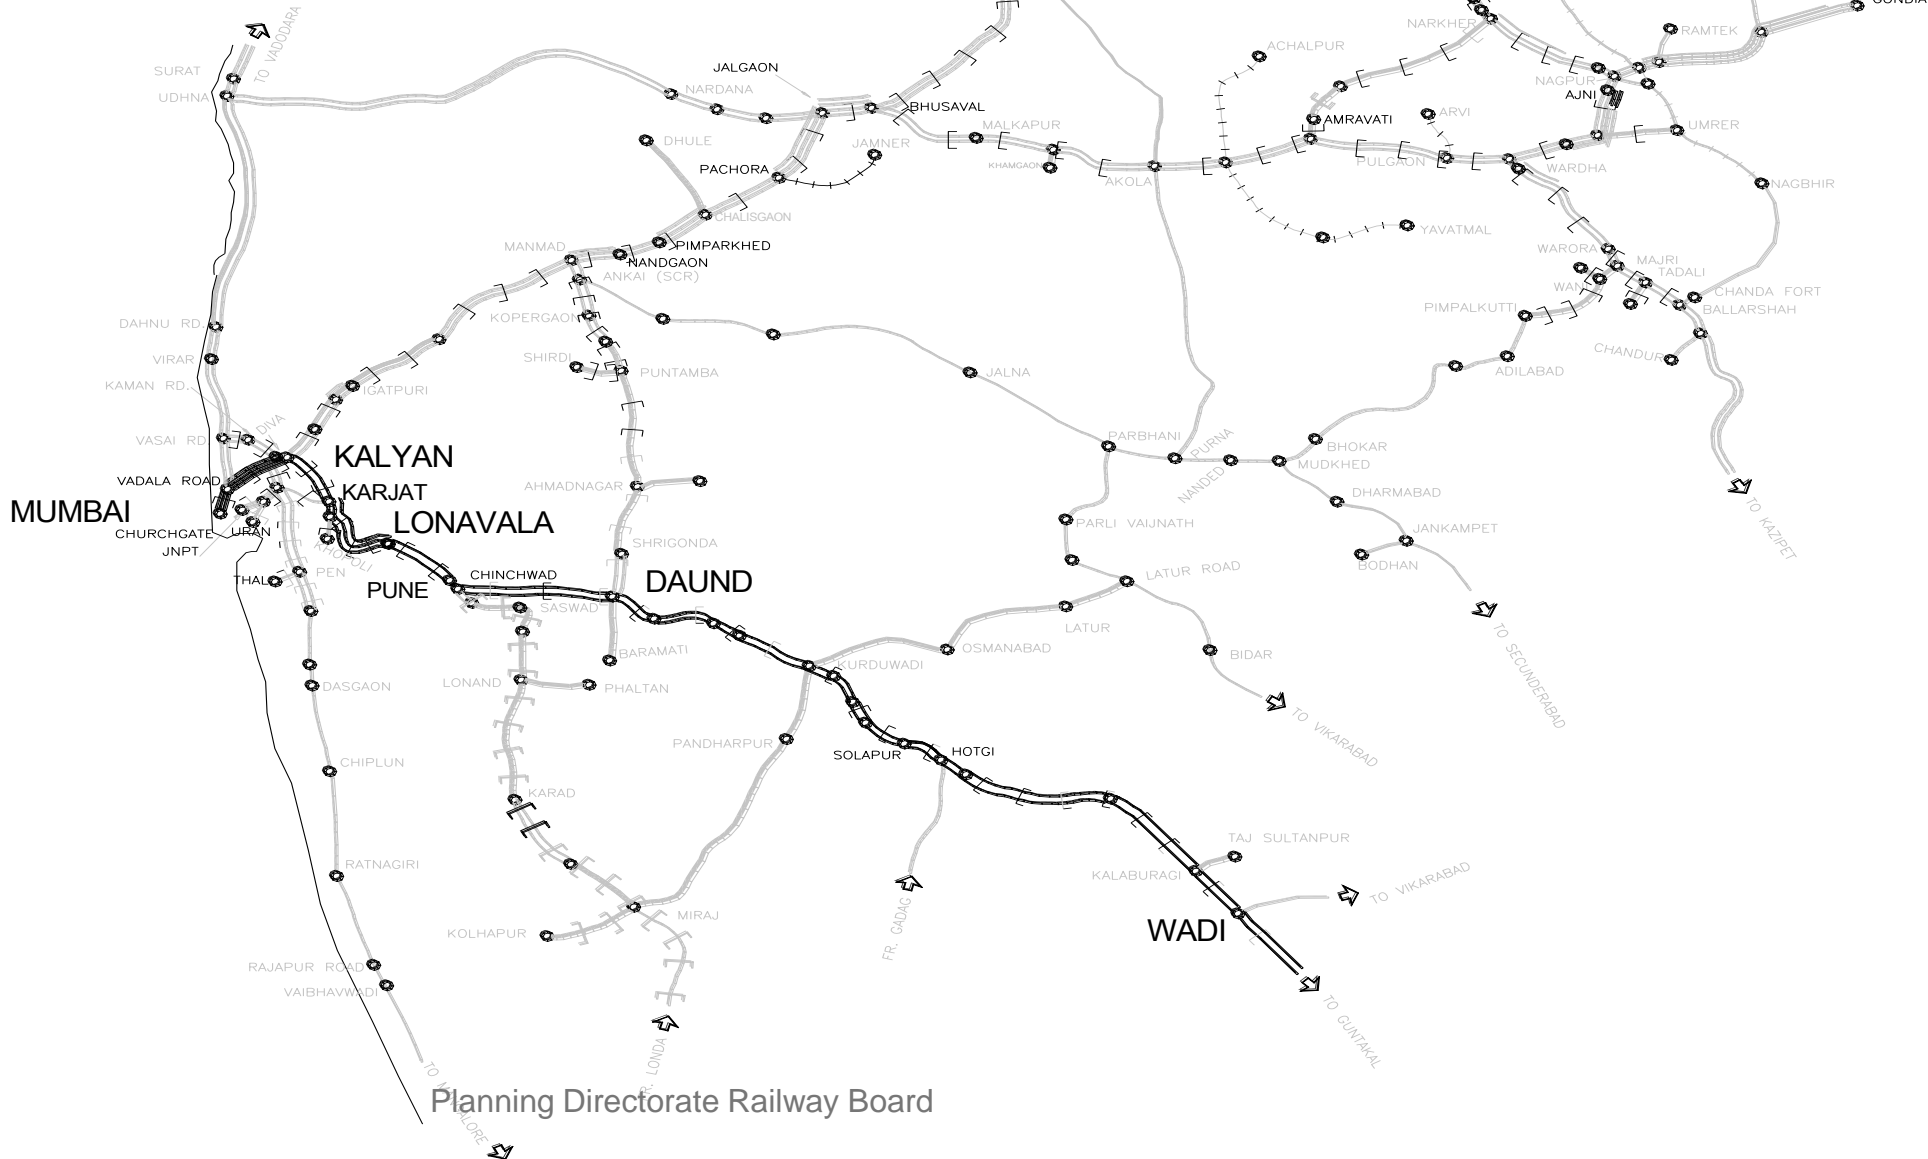 GONDIA
NARKHER
RAMTEK
TO VADODARA
ACHALPUR
SURAT
JALGAON
NAGPUR
NARDANA
UDHNA
AJNI
BHUSAVAL
ARVI
AMRAVATI
MALKAPUR
UMRER
DHULE
JAMNER
PULGAON
KHAMGAON
PACHORA
WARDHA
AKOLA
NAGBHIR
CHALISGAON
YAVATMAL
MANMAD
PIMPARKHED
WARORA
NANDGAON
MAJRI
ANKAI (SCR)
TADALI
WANI
CHANDA FORT
PIMPALKUTTI
BALLARSHAH
KOPERGAON
DAHNU RD.
CHANDUR
SHIRDI
VIRAR
PUNTAMBA
JALNA
ADILABAD
KAMAN RD.
IGATPURI
DIVA
VASAI RD.
PARBHANI
PURNA
BHOKAR
KALYAN
MUDKHED
NANDED
VADALA ROAD
AHMADNAGAR
KARJAT
DHARMABAD
TO KAZIPET
MUMBAI
LONAVALA
PARLI VAIJNATH
JANKAMPET
CHURCHGATE
URAN
JNPT
KHOPOLI
SHRIGONDA
BODHAN
LATUR ROAD
THAL
PEN
CHINCHWAD
DAUND
PUNE
SASWAD
LATUR
TO SECUNDERABAD
BARAMATI
OSMANABAD
BIDAR
KURDUWADI
LONAND
PHALTAN
DASGAON
TO VIKARABAD
PANDHARPUR
SOLAPUR
HOTGI
CHIPLUN
KARAD
TAJ SULTANPUR
RATNAGIRI
KALABURAGI
TO VIKARABAD
MIRAJ
FR. GADAG
KOLHAPUR
WADI
RAJAPUR ROAD
VAIBHAVWADI
TO GUNTAKAL
FR. LONDA
TO MANGALORE
Planning Directorate Railway Board